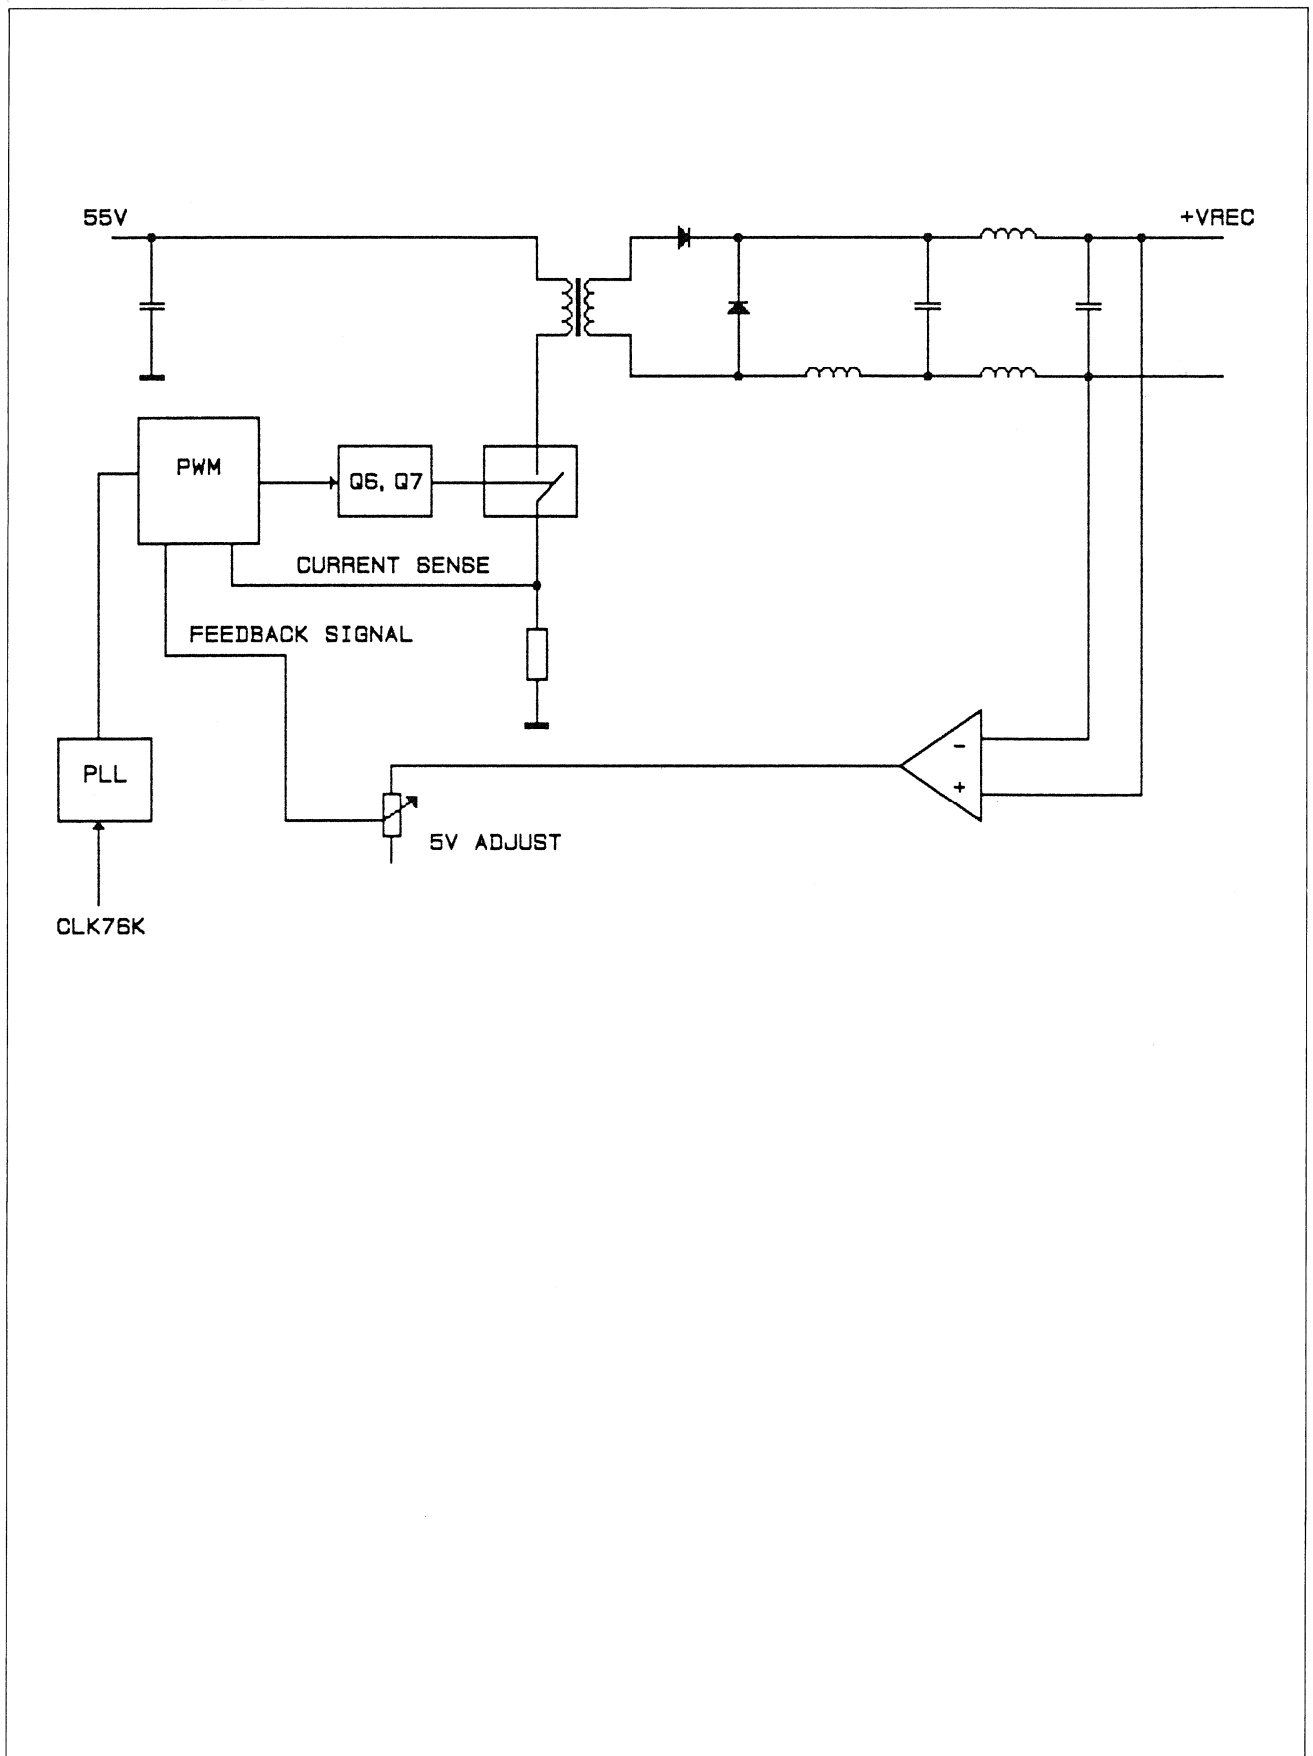 55V
+VREC
PWM
Q6, Q7
CURRENT SENSE
FEEDBACK SIGNAL
-
PLL
+
5V ADJUST
CLK76K